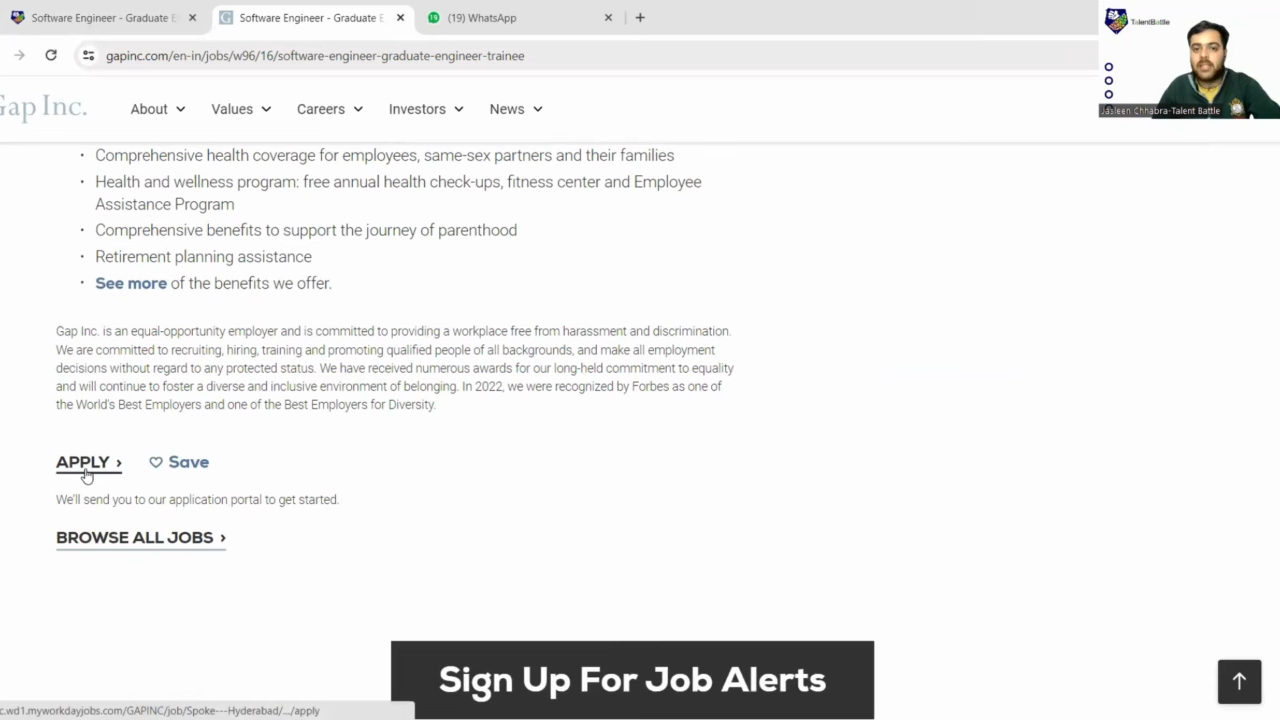 Software Engineer - Graduate E
Software Engineer - Graduate E
(19) WhatsApp
gapinc.com/en-in/jobs/w96/16/software-engineer-graduate-engineer-trainee
TalentBattle
Jasleen Chhabra-Talent Battle
Gap Inc.
About
Values
Careers
Investors
News
• Comprehensive health coverage for employees, same-sex partners and their families
• Health and wellness program: free annual health check-ups, fitness center and Employee
Assistance Program
• Comprehensive benefits to support the journey of parenthood
• Retirement planning assistance
• See more of the benefits we offer.
Gap Inc. is an equal-opportunity employer and is committed to providing a workplace free from harassment and discrimination.
We are committed to recruiting, hiring, training and promoting qualified people of all backgrounds, and make all employment
decisions without regard to any protected status. We have received numerous awards for our long-held commitment to equality
and will continue to foster a diverse and inclusive environment of belonging. In 2022, we were recognized by Forbes as one of
the World's Best Employers and one of the Best Employers for Diversity.
APPLY ›
Save
We'll send you to our application portal to get started.
BROWSE ALL JOBS ›
Sign Up For Job Alerts
c.wd1.myworkdayjobs.com/GAPINC/job/Spoke---Hyderabad/.../apply